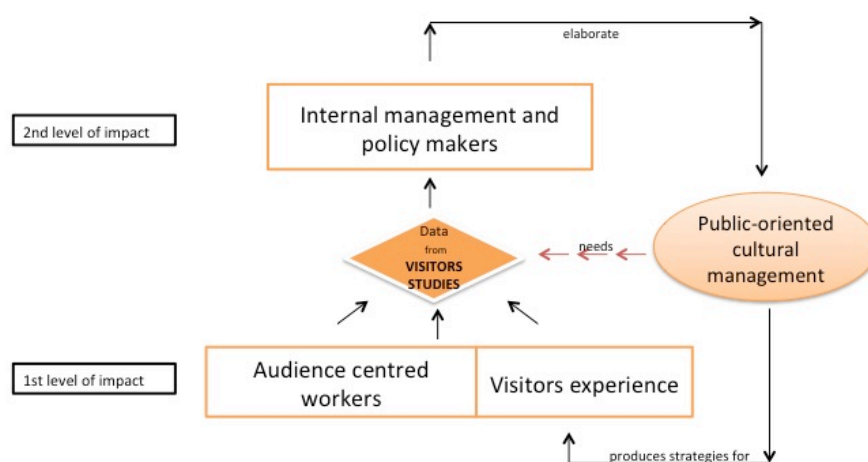 elaborate
2nd level of impact
Internal management and
policy makers
Data
from
VISITORS
STUDIES
needs
Public-oriented
cultural
management
1st level of impact
Audience centred
workers
Visitors experience
produces strategies for